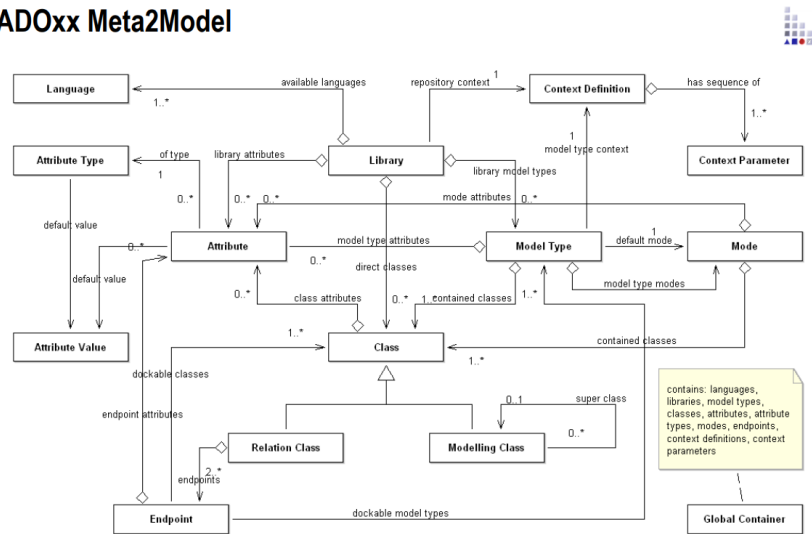 ADOxx Meta2Model
available languages
repository context
1
has sequence of
Language
Context Definition
1..*
1..*
1
model type context
Attribute Type
of type
library attributes
Library
library model types
Context Parameter
1
0..*
0..*
0..*
mode attributes
0..*
default value
Attribute
model type attributes
Model Type
default mode
1
Mode
0..*
0..*
direct classes
default value
model type modes
0..*
class attributes
0..*
1..*
contained classes
1..*
1..*
contained classes
Attribute Value
Class
1..*
dockable classes
endpoint attributes
0..1
super class
0..*
contains: languages,
libraries, model types,
classes, attributes, attribute
types, modes, endpoints,
context definitions, context
parameters
Relation Class
Modelling Class
2..*
endpoints
Endpoint
dockable model types
Global Container